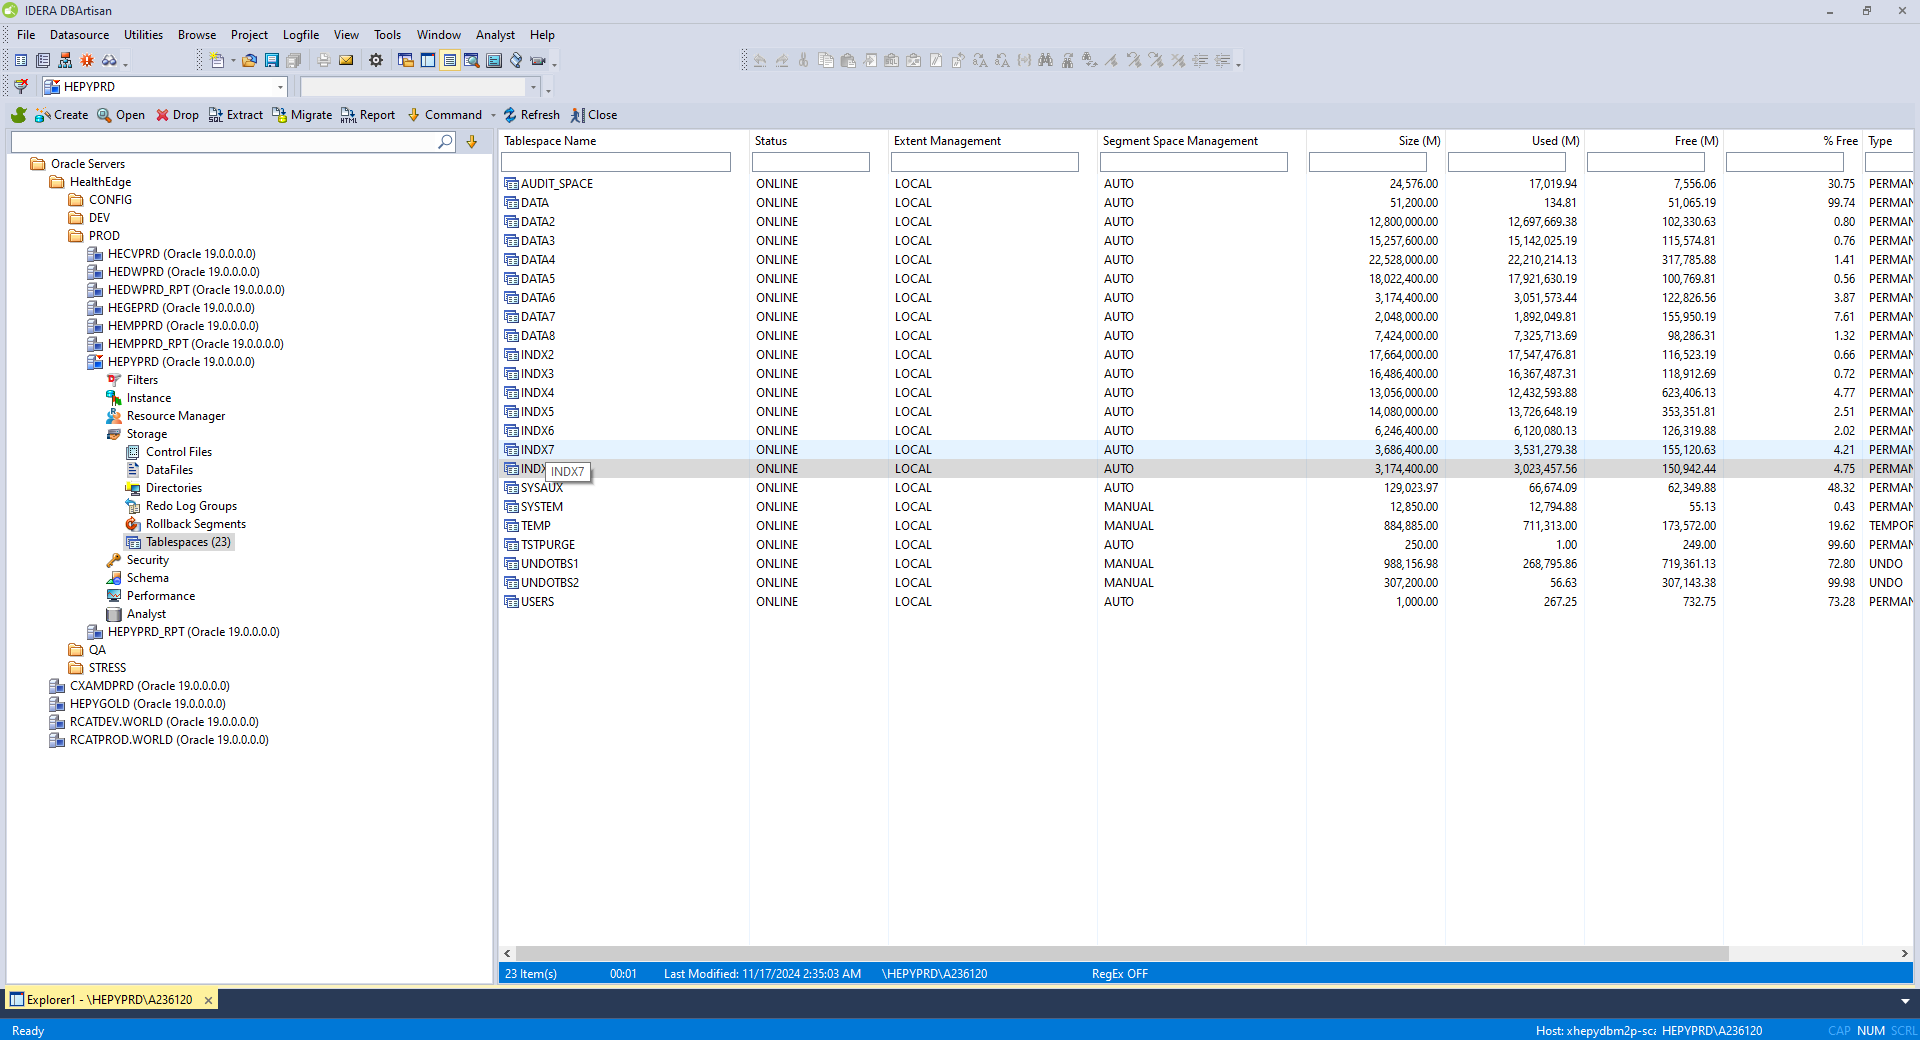 IDERA DBArtisan
File Datasource Utilities Browse Project Logfile View Tools Window Analyst Help
HEPYPRD
Create Open Drop Extract Migrate Report Command Refresh Close
Oracle Servers
HealthEdge
CONFIG
DEV
PROD
HECVPRD (Oracle 19.0.0.0.0)
HEDWPRD (Oracle 19.0.0.0.0)
HEDWPRD_RPT (Oracle 19.0.0.0.0)
HEGEPRD (Oracle 19.0.0.0.0)
HEMPPRD (Oracle 19.0.0.0.0)
HEMPPRD_RPT (Oracle 19.0.0.0.0)
HEPYPRD (Oracle 19.0.0.0.0)
Filters
Instance
Resource Manager
Storage
Control Files
DataFiles
Directories
Redo Log Groups
Rollback Segments
Tablespaces (23)
Security
Schema
Performance
Analyst
HEPYPRD_RPT (Oracle 19.0.0.0.0)
QA
STRESS
CXAMDPRD (Oracle 19.0.0.0.0)
HEPYGOLD (Oracle 19.0.0.0.0)
RCATDEV.WORLD (Oracle 19.0.0.0.0)
RCATPROD.WORLD (Oracle 19.0.0.0.0)
Tablespace Name Status Extent Management Segment Space Management Size (M) Used (M) Free (M) % Free Type
AUDIT_SPACE ONLINE LOCAL AUTO 24,576.00 17,019.94 7,556.06 30.75 PERMAN
DATA ONLINE LOCAL AUTO 51,200.00 134.81 51,065.19 99.74 PERMAN
DATA2 ONLINE LOCAL AUTO 12,800,000.00 12,697,669.38 102,330.63 0.80 PERMAN
DATA3 ONLINE LOCAL AUTO 15,257,600.00 15,142,025.19 115,574.81 0.76 PERMAN
DATA4 ONLINE LOCAL AUTO 22,528,000.00 22,210,214.13 317,785.88 1.41 PERMAN
DATA5 ONLINE LOCAL AUTO 18,022,400.00 17,921,630.19 100,769.81 0.56 PERMAN
DATA6 ONLINE LOCAL AUTO 3,174,400.00 3,051,573.44 122,826.56 3.87 PERMAN
DATA7 ONLINE LOCAL AUTO 2,048,000.00 1,892,049.81 155,950.19 7.61 PERMAN
DATA8 ONLINE LOCAL AUTO 7,424,000.00 7,325,713.69 98,286.31 1.32 PERMAN
INDX2 ONLINE LOCAL AUTO 17,664,000.00 17,547,476.81 116,523.19 0.66 PERMAN
INDX3 ONLINE LOCAL AUTO 16,486,400.00 16,367,487.31 118,912.69 0.72 PERMAN
INDX4 ONLINE LOCAL AUTO 13,056,000.00 12,432,593.88 623,406.13 4.77 PERMAN
INDX5 ONLINE LOCAL AUTO 14,080,000.00 13,726,648.19 353,351.81 2.51 PERMAN
INDX6 ONLINE LOCAL AUTO 6,246,400.00 6,120,080.13 126,319.88 2.02 PERMAN
INDX7 ONLINE LOCAL AUTO 3,686,400.00 3,531,279.38 155,120.63 4.21 PERMAN
INDX INDX7 ONLINE LOCAL AUTO 3,174,400.00 3,023,457.56 150,942.44 4.75 PERMAN
SYSAUX ONLINE LOCAL AUTO 129,023.97 66,674.09 62,349.88 48.32 PERMAN
SYSTEM ONLINE LOCAL MANUAL 12,850.00 12,794.88 55.13 0.43 PERMAN
TEMP ONLINE LOCAL MANUAL 884,885.00 711,313.00 173,572.00 19.62 TEMPOR
TSTPURGE ONLINE LOCAL AUTO 250.00 1.00 249.00 99.60 PERMAN
UNDOTBS1 ONLINE LOCAL MANUAL 988,156.98 268,795.86 719,361.13 72.80 UNDO
UNDOTBS2 ONLINE LOCAL MANUAL 307,200.00 56.63 307,143.38 99.98 UNDO
USERS ONLINE LOCAL AUTO 1,000.00 267.25 732.75 73.28 PERMAN
23 Item(s) 00:01 Last Modified: 11/17/2024 2:35:03 AM \HEPYPRD\A236120 RegEx OFF
Explorer1 - \HEPYPRD\A236120
Ready Host: xhepydbm2p-sca HEPYPRD\A236120 CAP NUM SCRL